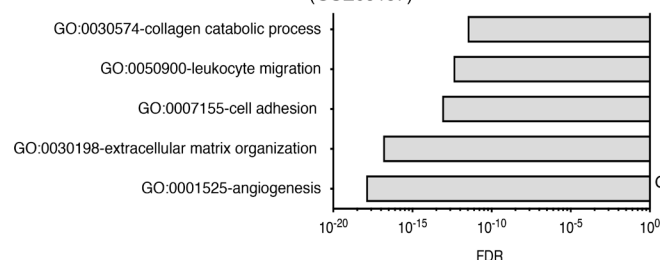 GO:0030574-collagen catabolic process
GO:0050900-leukocyte migration
GO:0007155-cell adhesion
GO:0030198-extracellular matrix organization
GO:0001525-angiogenesis
10-20 10-15 10-10 10-5 100
FDR